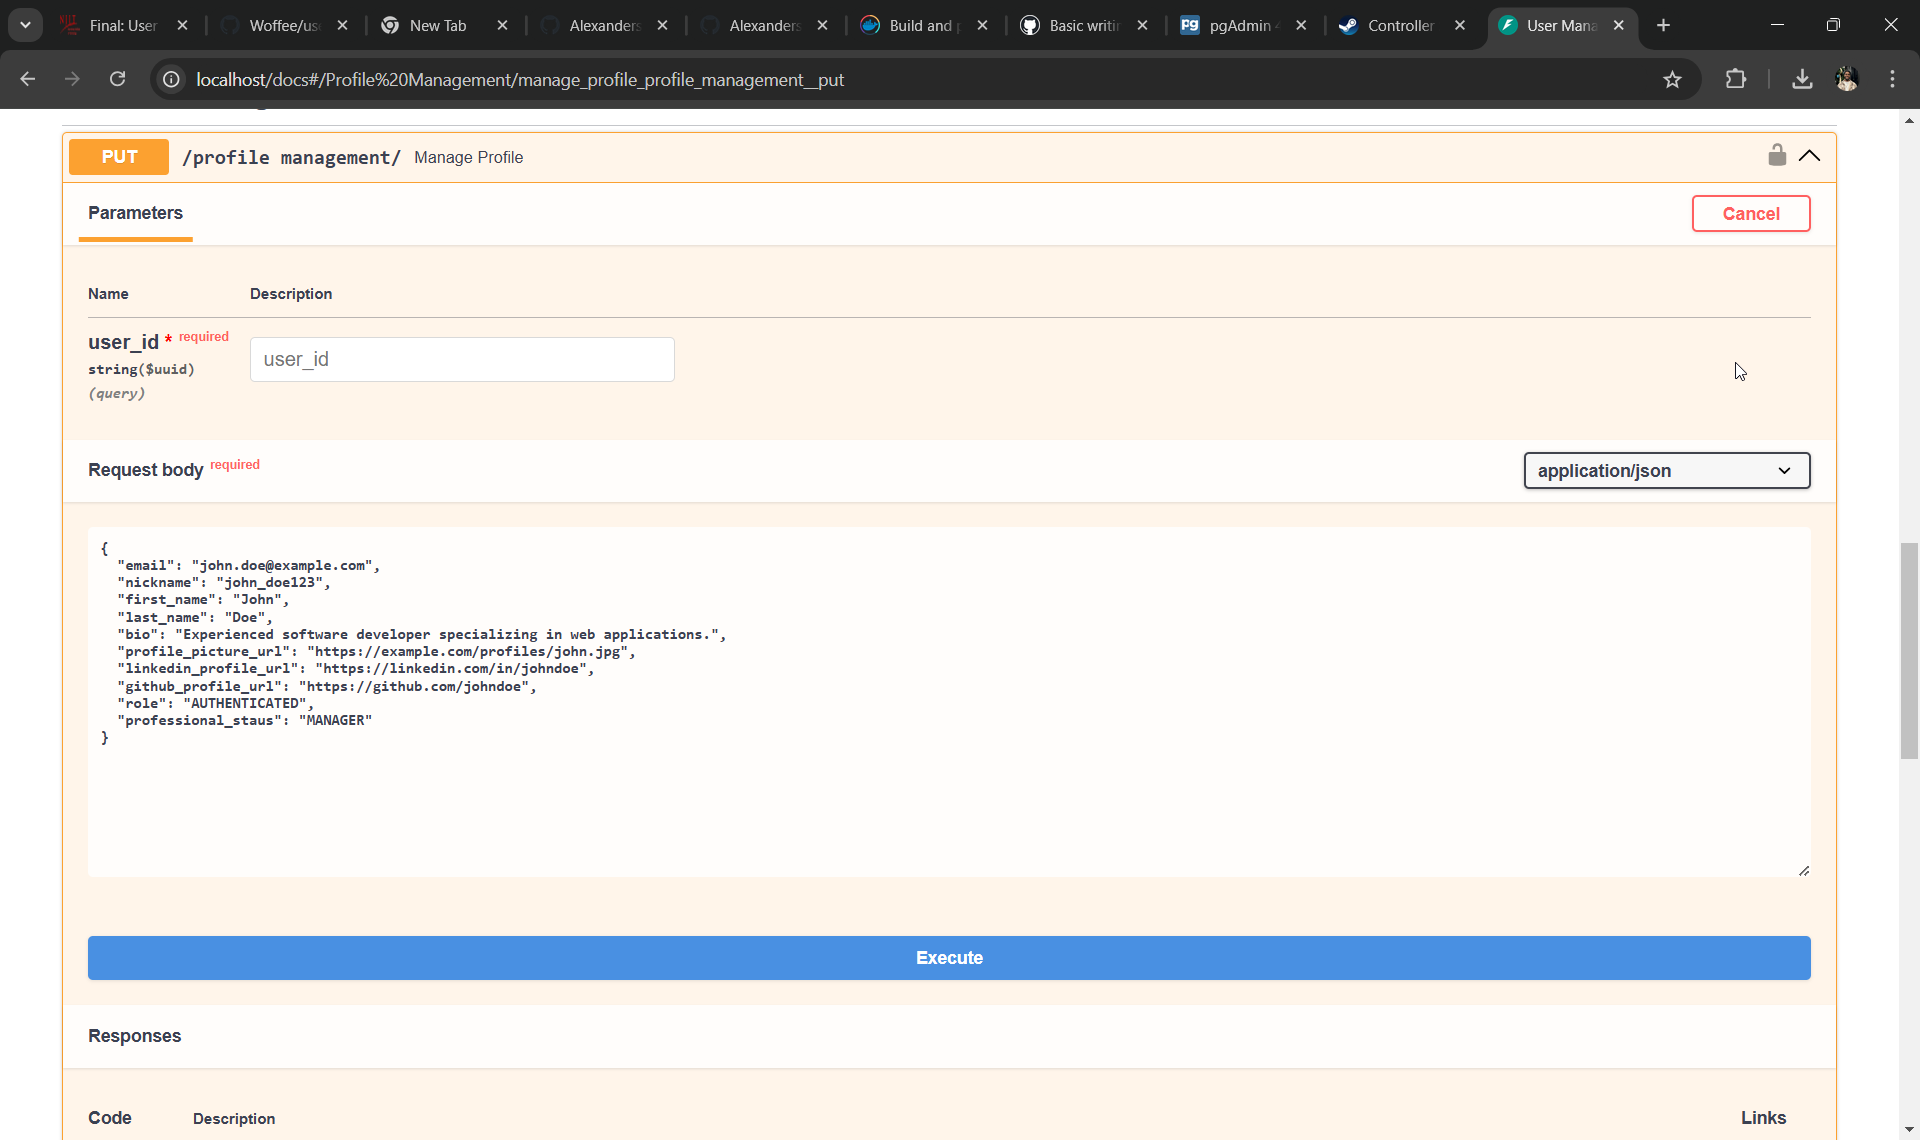 Final: User
Woffee/us
New Tab
Alexanders
Alexanders
Build and p
Basic writin
pgAdmin 4
Controller
User Mana
localhost/docs#/Profile%20Management/manage_profile_profile_management__put
PUT /profile management/ Manage Profile
Parameters
Cancel
Name Description
user_id * required
string($uuid)
(query)
user_id
Request body required
application/json
{
"email": "john.doe@example.com",
"nickname": "john_doe123",
"first_name": "John",
"last_name": "Doe",
"bio": "Experienced software developer specializing in web applications.",
"profile_picture_url": "https://example.com/profiles/john.jpg",
"linkedin_profile_url": "https://linkedin.com/in/johndoe",
"github_profile_url": "https://github.com/johndoe",
"role": "AUTHENTICATED",
"professional_staus": "MANAGER"
}
Execute
Responses
Code Description Links